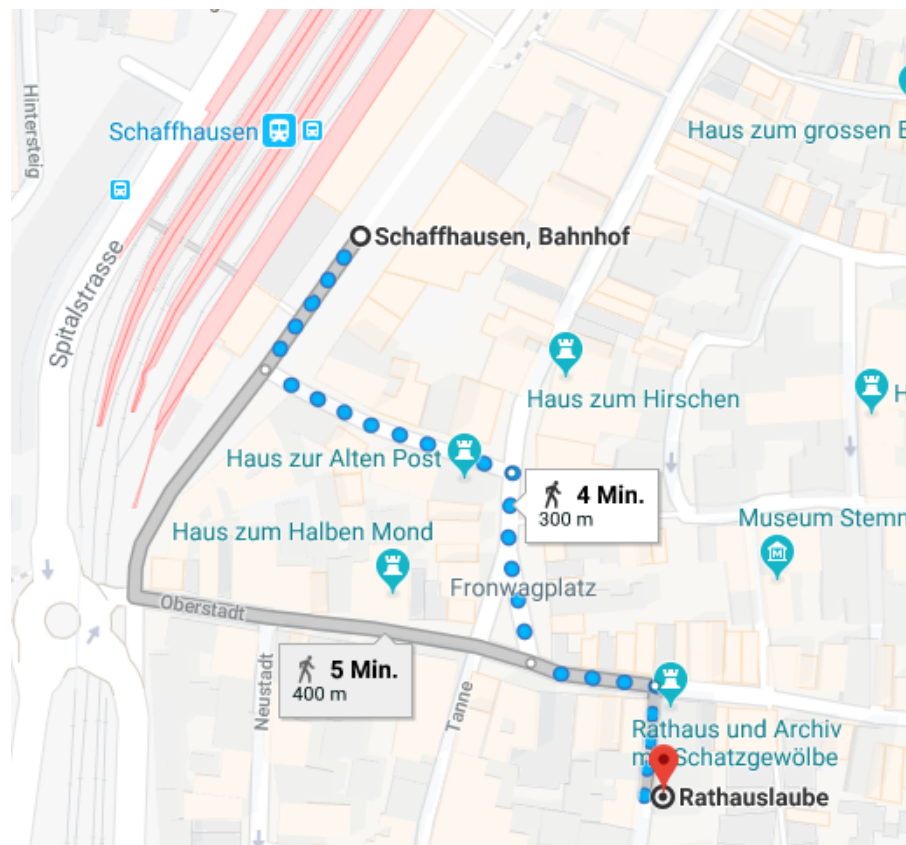 Hintersteig
Schaffhausen
Haus zum grossen
Schaffhausen, Bahnhof
Spitalstrasse
Haus zum Hirschen
H
Haus zur Alten Post
4 Min.
300 m
Museum Stemm
Haus zum Halben Mond
Fronwagplatz
Oberstadt
5 Min.
400 m
Neustadt
Tanne
Rathaus und Archiv
Schatzgewölbe
Rathauslaube